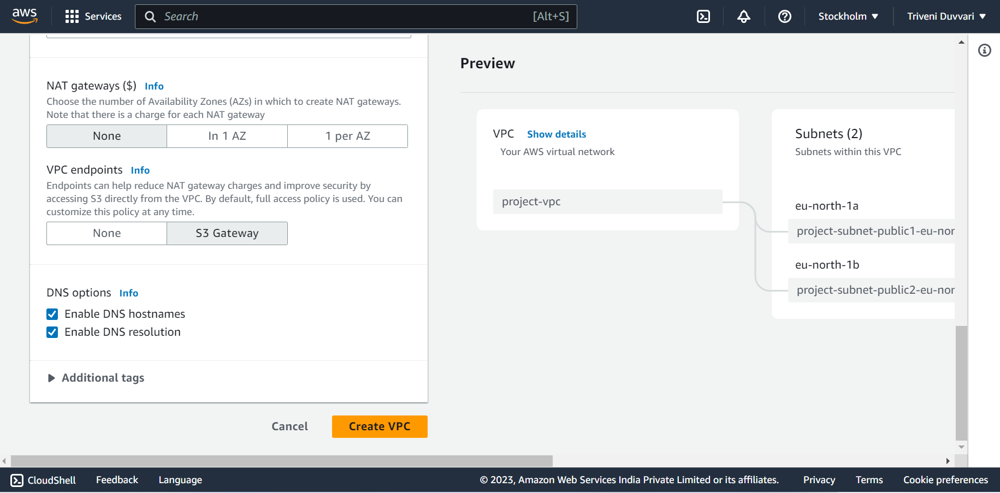 aws
Services
Search
[Alt+S]
Stockholm
Triveni Duvvari
NAT gateways ($) Info
Choose the number of Availability Zones (AZs) in which to create NAT gateways.
Note that there is a charge for each NAT gateway
None
In 1 AZ
1 per AZ
VPC endpoints Info
Endpoints can help reduce NAT gateway charges and improve security by
accessing S3 directly from the VPC. By default, full access policy is used. You can
customize this policy at any time.
None
S3 Gateway
DNS options Info
Enable DNS hostnames
Enable DNS resolution
Additional tags
Cancel
Create VPC
Preview
VPC Show details
Your AWS virtual network
project-vpc
Subnets (2)
Subnets within this VPC
eu-north-1a
project-subnet-public1-eu-nor
eu-north-1b
project-subnet-public2-eu-nor
CloudShell
Feedback
Language
© 2023, Amazon Web Services India Private Limited or its affiliates.
Privacy
Terms
Cookie preferences